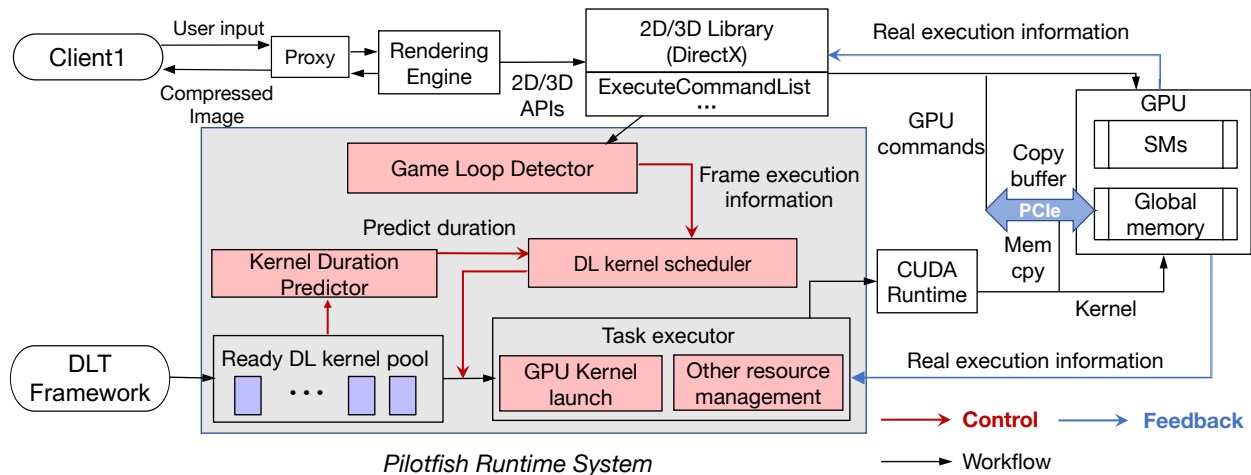 Client1
User input
Compressed
Image
Proxy
Rendering
Engine
2D/3D
APIs
2D/3D Library
(DirectX)
ExecuteCommandList
...
Real execution information
GPU
commands
GPU
SMs
Global
memory
Copy
buffer
PCIe
Mem
cpy
Game Loop Detector
Frame execution
information
Predict duration
Kernel Duration
Predictor
DL kernel scheduler
CUDA
Runtime
Kernel
DLT
Framework
Ready DL kernel pool
...
Task executor
GPU Kernel
launch
Other resource
management
Real execution information
Control
Feedback
Workflow
Pilotfish Runtime System